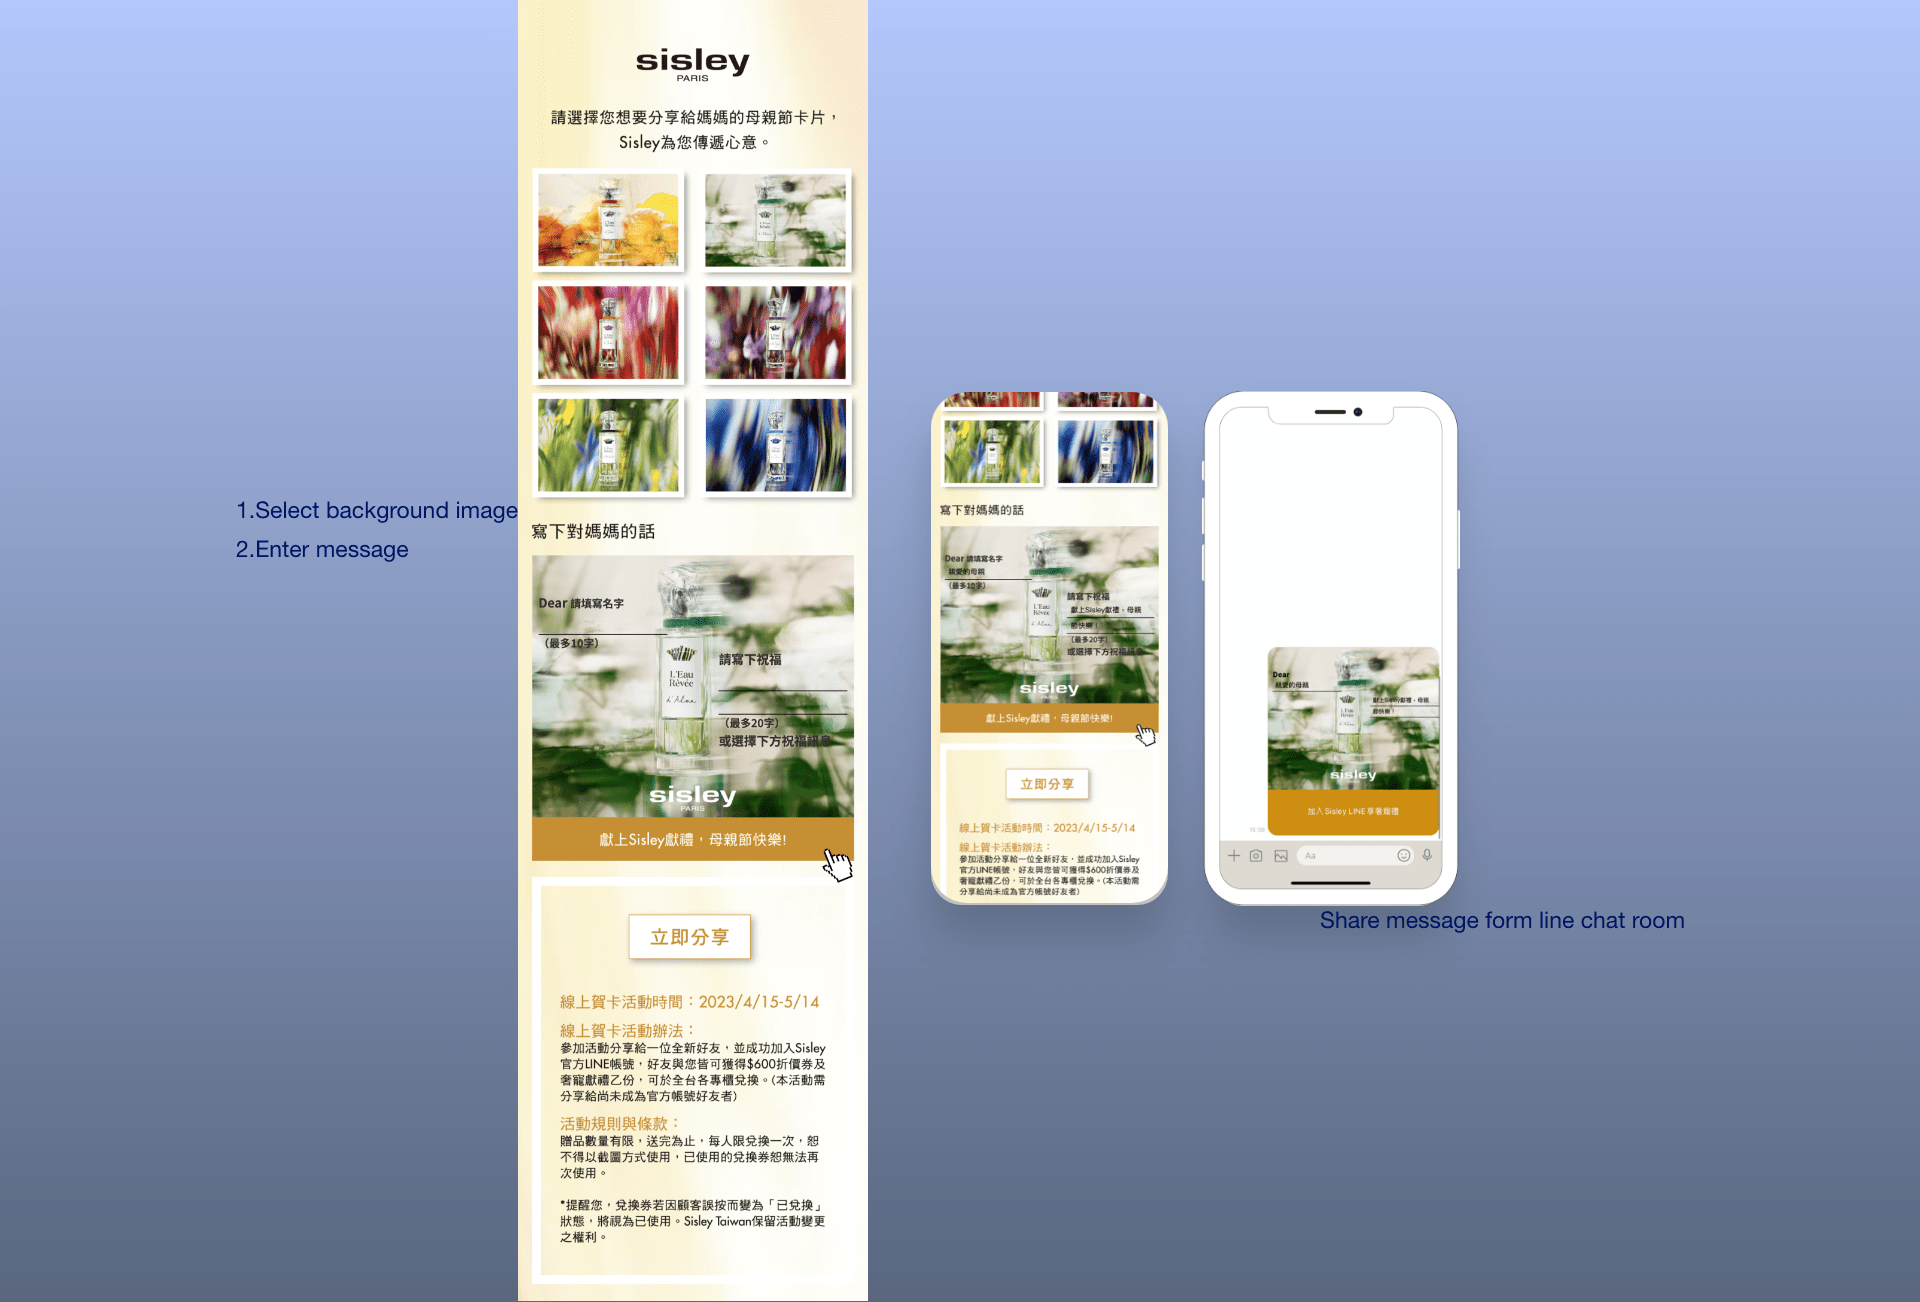 sisley
PARIS
請選擇您想要分享給媽媽的母親節卡片，
Sisley為您傳遞心意。
1.Select background image
2.Enter message
寫下對媽媽的話
Dear 請填寫名字
（最多10字）
L'Eau
Rêvée
d'Alma
請寫下祝福
（最多20字）
或選擇下方祝福訊息
sisley
PARIS
獻上Sisley獻禮，母親節快樂!
立即分享
線上賀卡活動時間：2023/4/15-5/14
線上賀卡活動辦法：
參加活動分享給一位全新好友，並成功加入Sisley
官方LINE帳號，好友與您皆可獲得$600折價券及
奢寵獻禮乙份，可於全台各專櫃兌換。(本活動需
分享給尚未成為官方帳號好友者)
活動規則與條款：
贈品數量有限，送完為止，每人限兌換一次，恕
不得以截圖方式使用，已使用的兌換券恕無法再
次使用。
*提醒您，兌換券若因顧客誤按而變為「已兌換」
狀態，將視為已使用。Sisley Taiwan保留活動變更
之權利。
寫下對媽媽的話
Dear 請填寫名字
親愛的母親
（最多10字）
L'Eau
Rêvée
請寫下祝福
獻上Sisley獻禮，母親
節快樂！
（最多20字）
或選擇下方祝福訊息
sisley
PARIS
獻上Sisley獻禮，母親節快樂!
立即分享
線上賀卡活動時間：2023/4/15-5/14
線上賀卡活動辦法：
參加活動分享給一位全新好友，並成功加入Sisley
官方LINE帳號，好友與您皆可獲得$600折價券及
奢寵獻禮乙份，可於全台各專櫃兌換。(本活動需
分享給尚未成為官方帳號好友者)
Dear
親愛的母親
獻上Sisley獻禮，母親
節快樂！
sisley
加入 Sisley LINE 享奢寵禮
Aa
Share message form line chat room